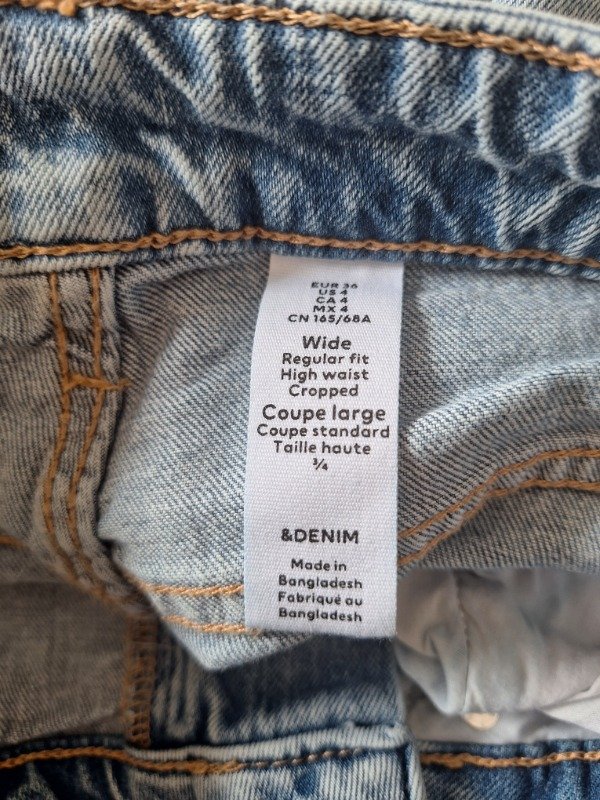 EUR 36
US 4
CA 4
MX 4
CN 165/68A
Wide
Regular fit
High waist
Cropped
Coupe large
Coupe standard
Taille haute
¾
&DENIM
Made in
Bangladesh
Fabriqué au
Bangladesh